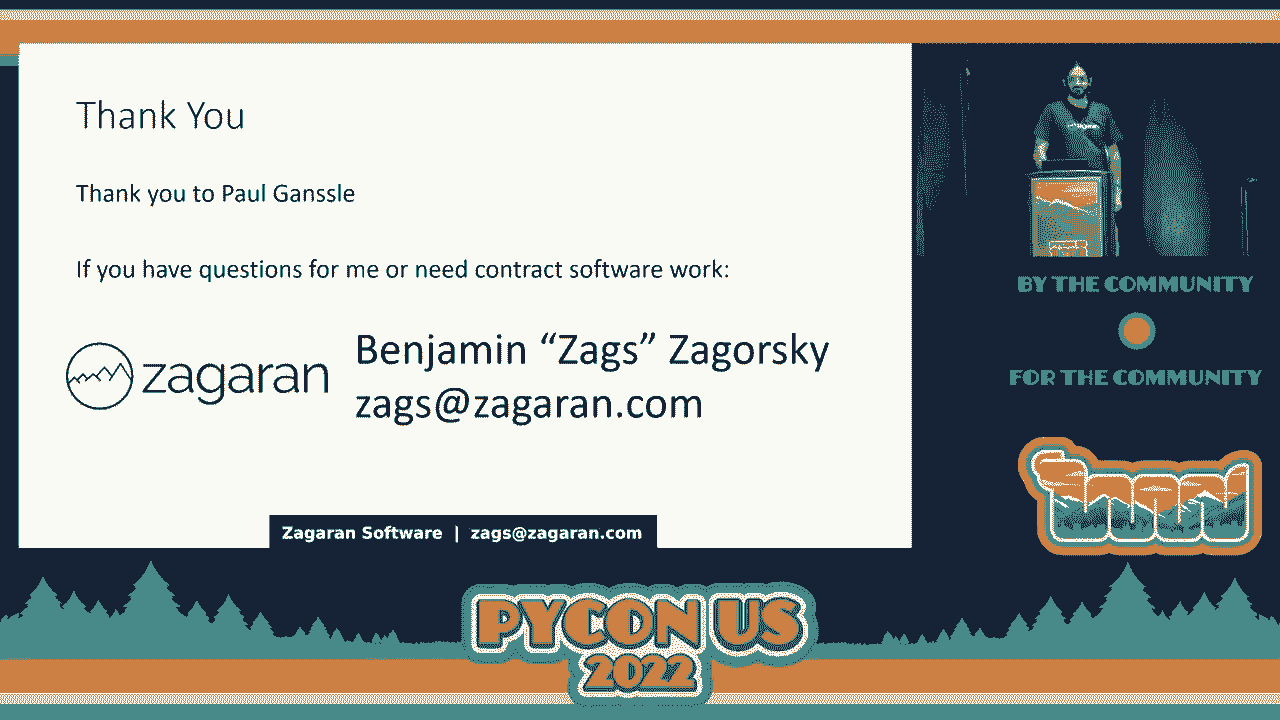 Thank You
Thank you to Paul Ganssle
If you have questions for me or need contract software work:
zagaran
Benjamin “Zags” Zagorsky
zags@zagaran.com
Zagaran Software | zags@zagaran.com
BY THE COMMUNITY
FOR THE COMMUNITY
PYCON US
2022